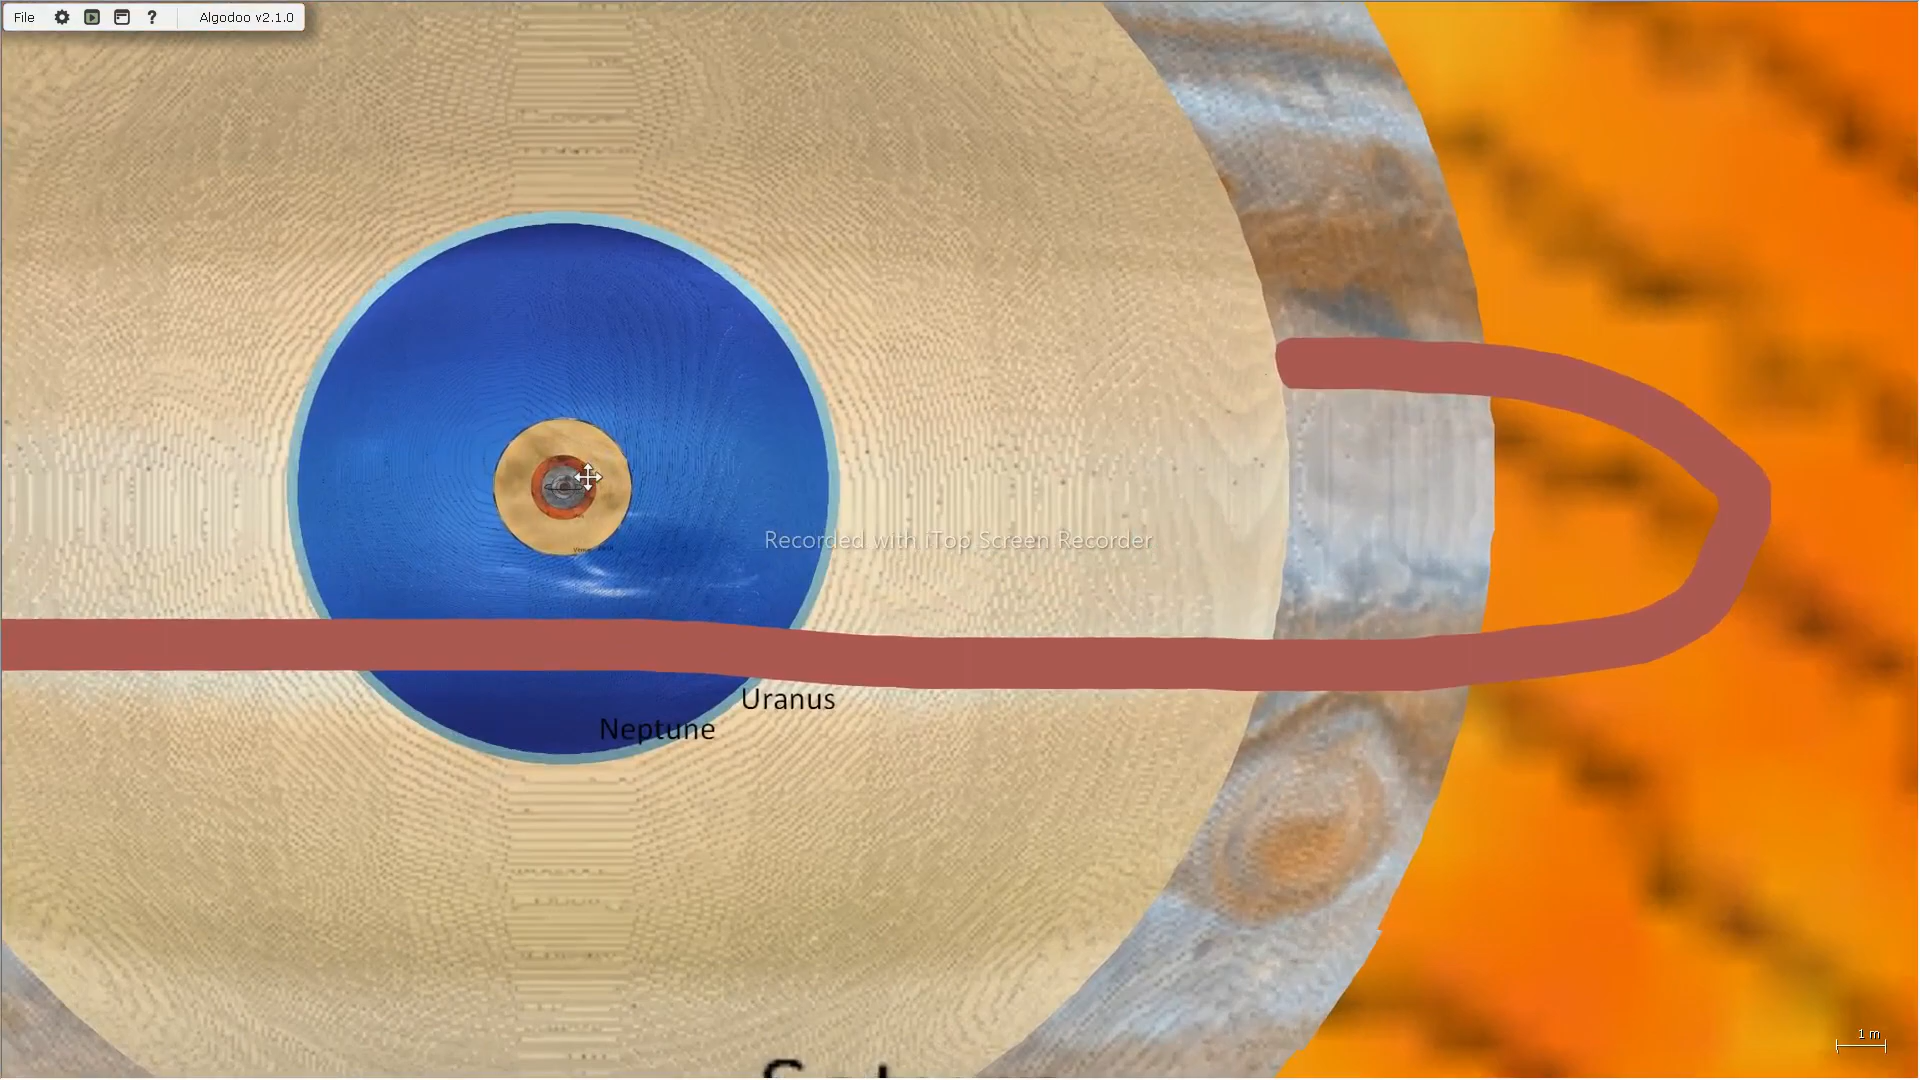 File ? Algodoo v2.1.0
Recorded with iTop Screen Recorder
Uranus
Neptune
1 m